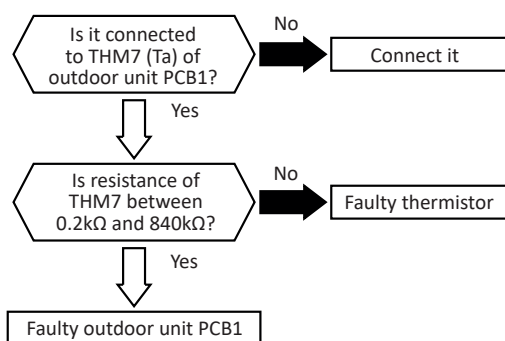 Is it connected
to THM7 (Ta) of
outdoor unit PCB1?
No
Connect it
Yes
Is resistance of
THM7 between
0.2kΩ and 840kΩ?
No
Faulty thermistor
Yes
Faulty outdoor unit PCB1